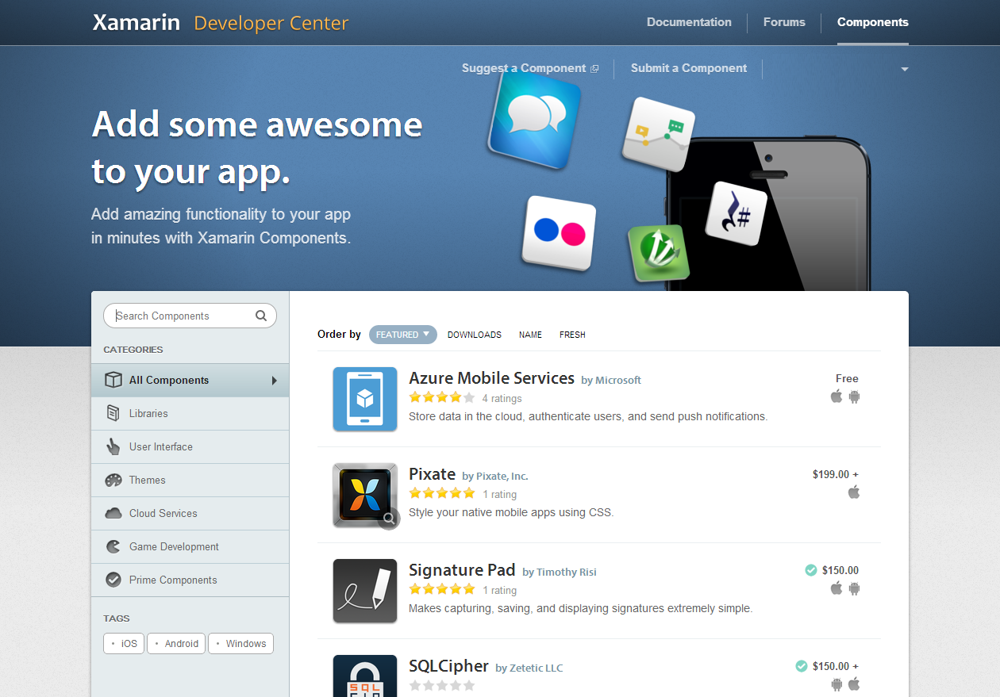 Xamarin Developer Center
Documentation
Forums
Components
Suggest a Component
Submit a Component
Add some awesome
to your app.
Add amazing functionality to your app
in minutes with Xamarin Components.
Search Components
CATEGORIES
All Components
Libraries
User Interface
Themes
Cloud Services
Game Development
Prime Components
TAGS
iOS
Android
Windows
Order by FEATURED DOWNLOADS NAME FRESH
Azure Mobile Services by Microsoft
Free
4 ratings
Store data in the cloud, authenticate users, and send push notifications.
Pixate by Pixate, Inc.
$199.00 +
1 rating
Style your native mobile apps using CSS.
Signature Pad by Timothy Risi
$150.00
1 rating
Makes capturing, saving, and displaying signatures extremely simple.
SQLCipher by Zetetic LLC
$150.00 +
SQL